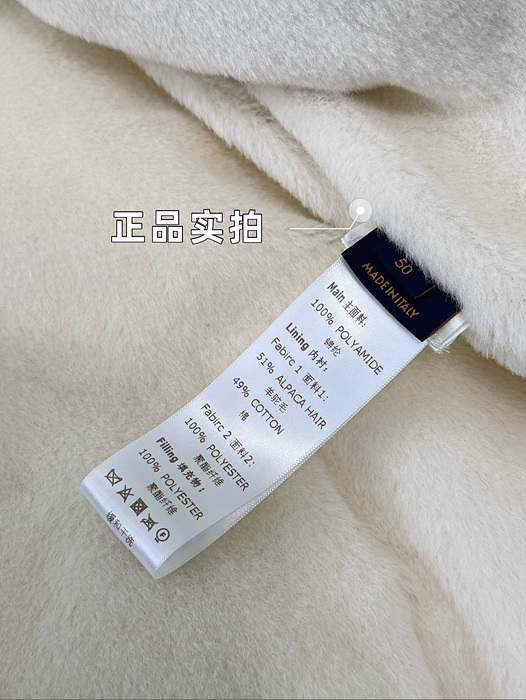 正品实拍
50
MADE IN ITALY
Main 主面料:
100% POLYAMIDE
锦纶
Lining 内衬:
Fabirc 1 面料1:
51% ALPACA HAIR
羊驼毛
49% COTTON
棉
Fabirc 2 面料2:
100% POLYESTER
聚酯纤维
Filling 填充物:
100% POLYESTER
聚酯纤维
F
缓和干洗